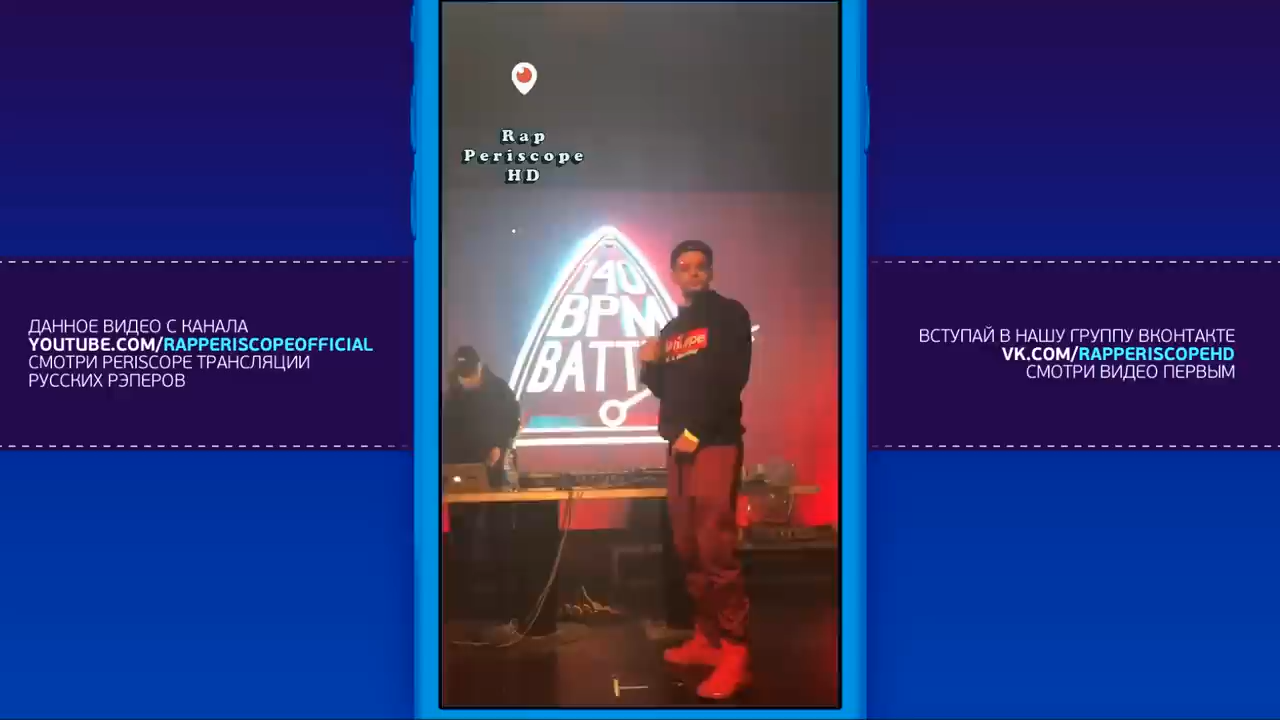 Rap
Periscope
HD
140
BPM
ДАННОЕ ВИДЕО С КАНАЛА
YOUTUBE.COM/RAPPERISCOPEOFFICIAL
СМОТРИ PERISCOPE ТРАНСЛЯЦИИ
РУССКИХ РЭПЕРОВ
ВСТУПАЙ В НАШУ ГРУППУ ВКОНТАКТЕ
VK.COM/RAPPERISCOPEHD
СМОТРИ ВИДЕО ПЕРВЫМ